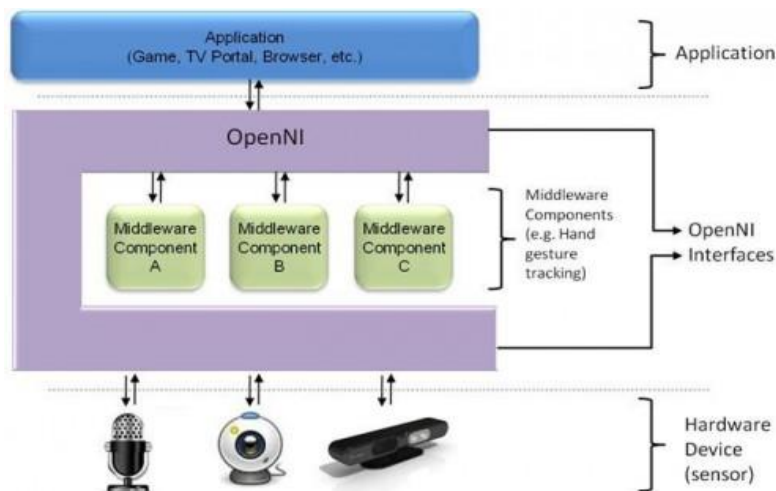 Application
(Game, TV Portal, Browser, etc.)
Application
OpenNI
Middleware
Component
A
Middleware
Component
B
Middleware
Component
C
Middleware
Components
(e.g. Hand
gesture
tracking)
OpenNI
Interfaces
Hardware
Device
(sensor)